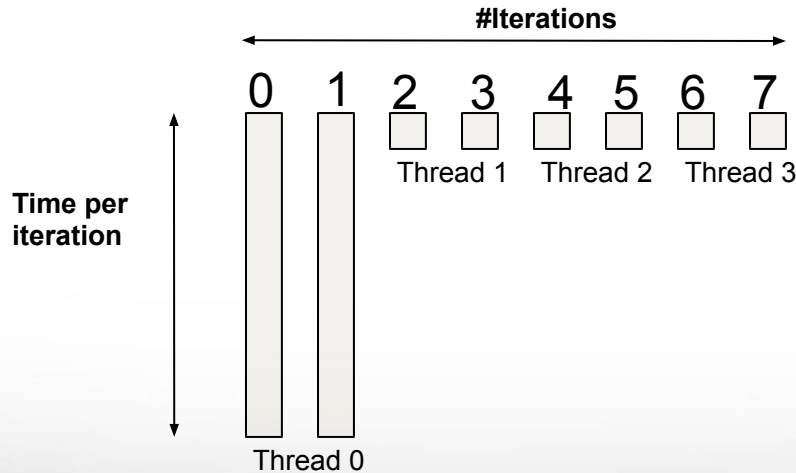 #Iterations
0 1 2 3 4 5 6 7
Thread 1 Thread 2 Thread 3
Time per
iteration
Thread 0